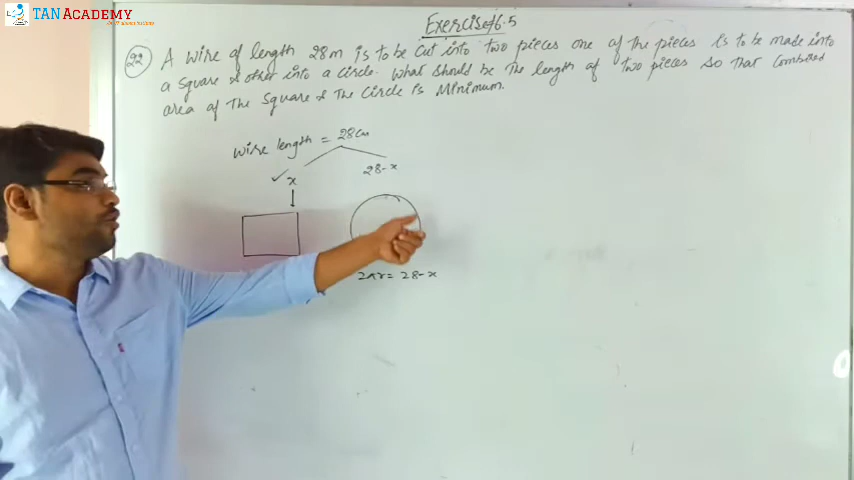 TAN ACADEMY
Exercise 6.5
22 A wire of length 28m is to be cut into two pieces one of the pieces is to be made into
a square & other into a circle. What should be the length of two pieces so that combined
area of the square & the circle is Minimum.
wire length = 28cm
x 28-x
2πr = 28-x